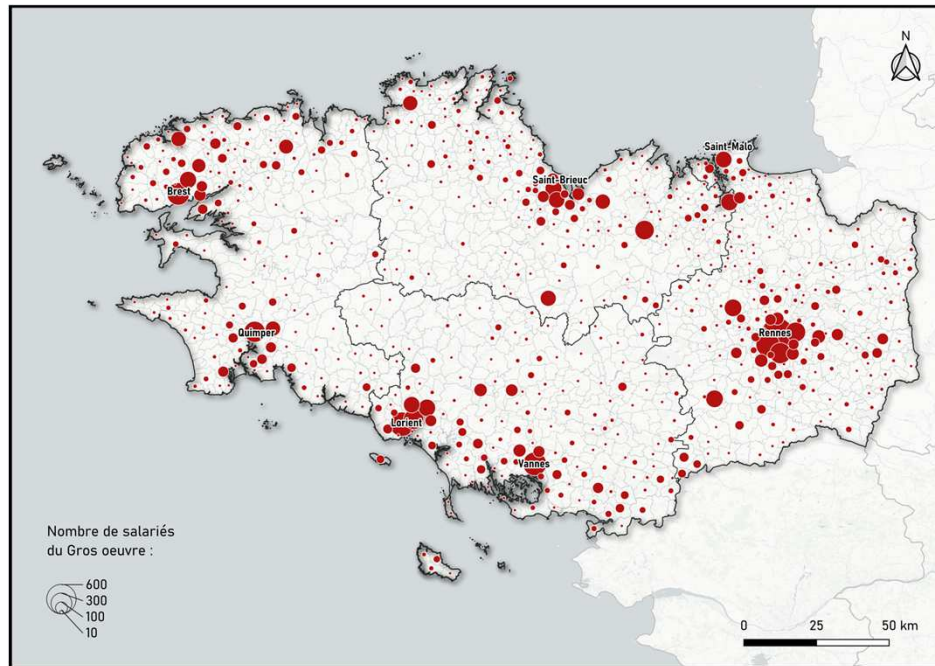 N
Saint-Malo
Saint-Brieuc
Brest
Quimper
Rennes
Lorient
Vannes
Nombre de salariés
du Gros oeuvre :
600
300
100
10
0 25 50 km